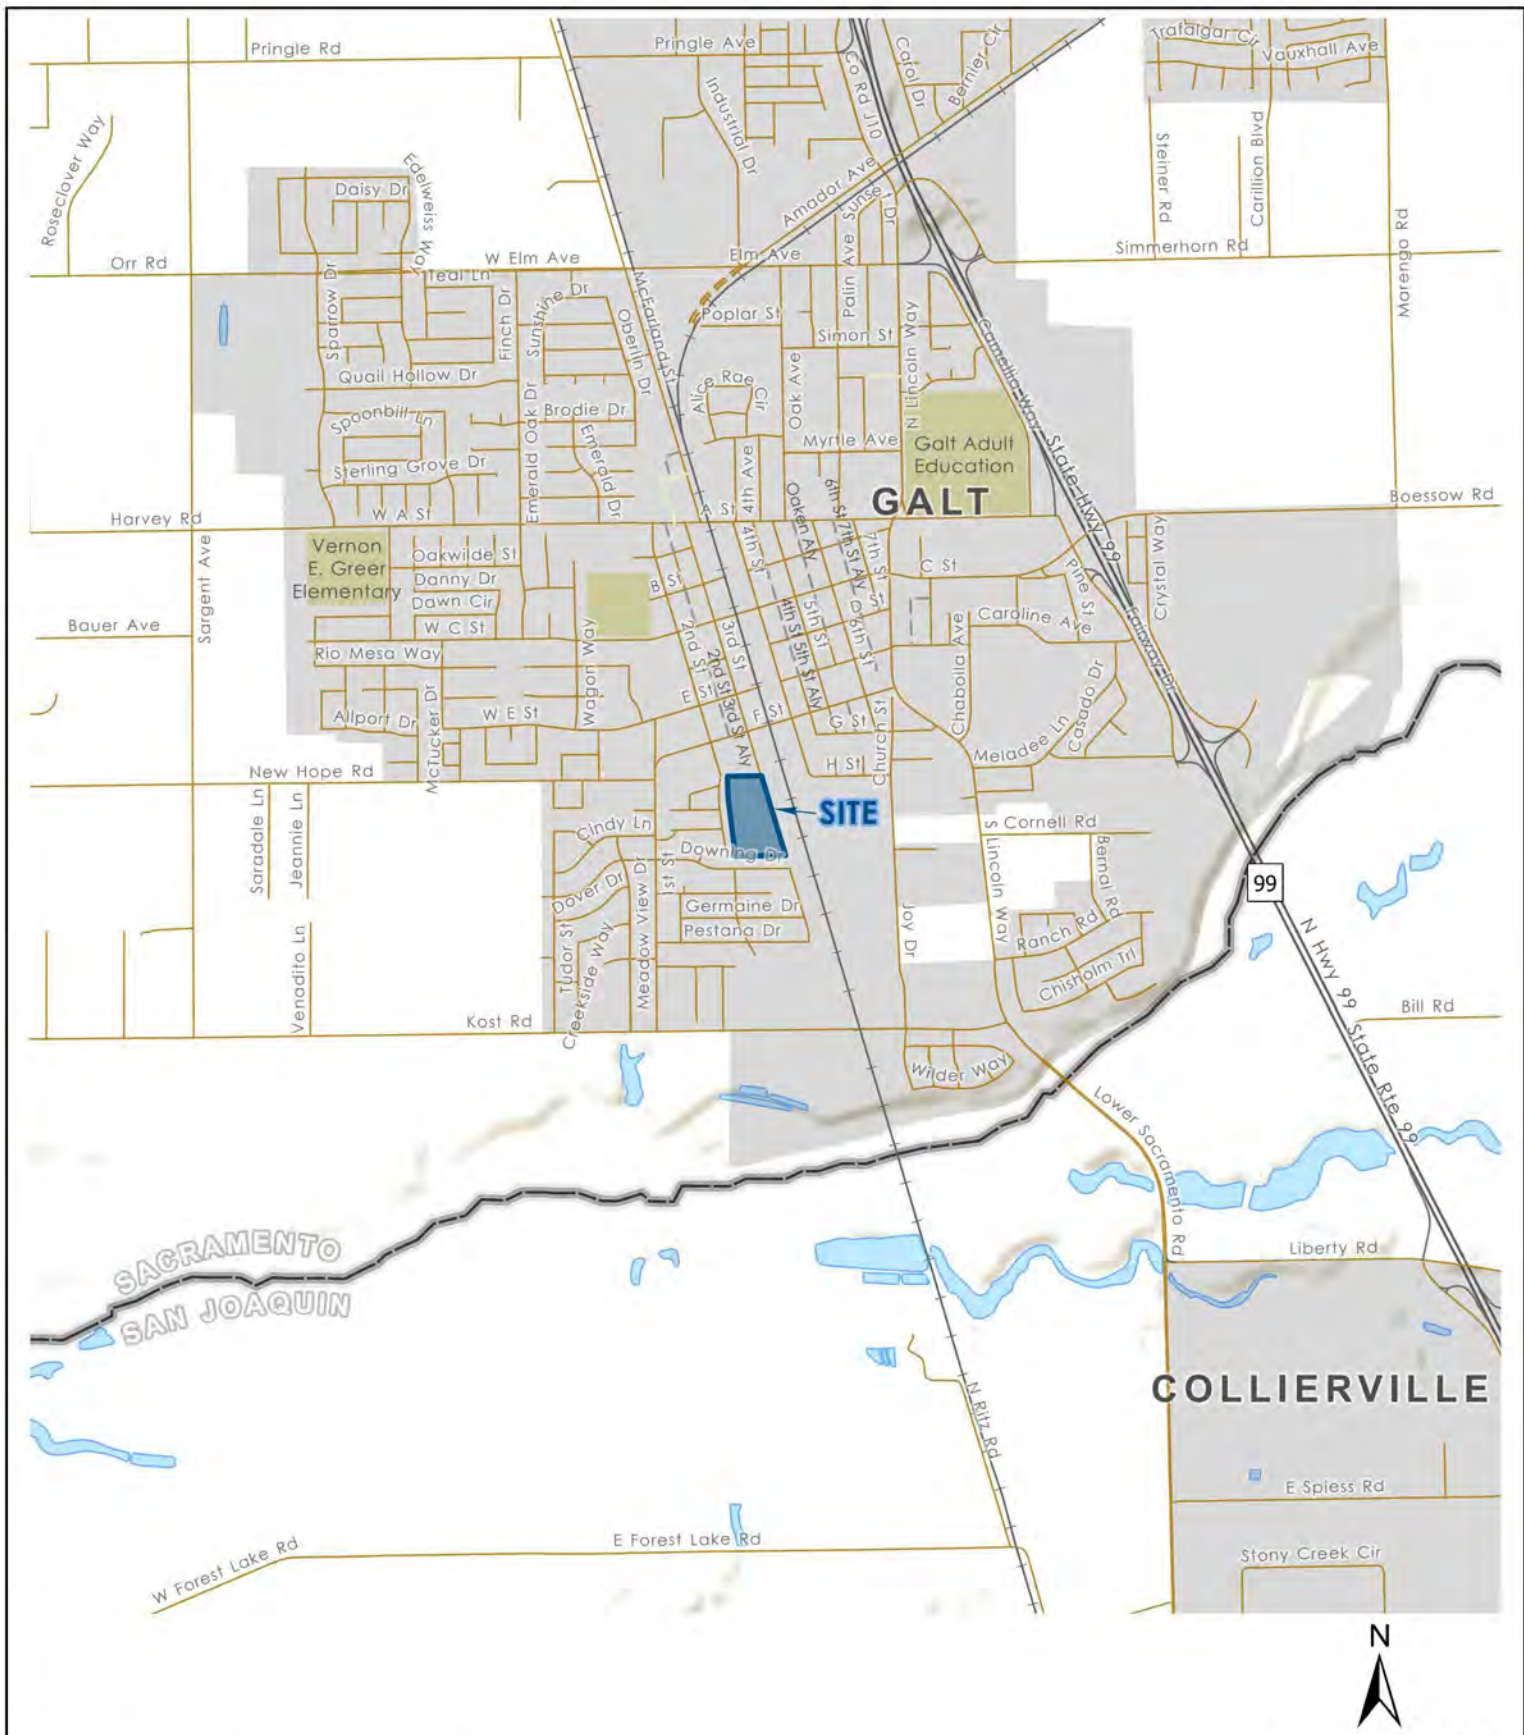 Pringle Rd
Pringle Ave
Co Rd J10
Carol Dr
Bernier Cir
Trafalgar Cir
Vauxhall Ave
Roseclover Way
Industrial Dr
Steiner Rd
Carillion Blvd
Marengo Rd
Daisy Dr
Edelweiss Way
Amador Ave
Sunset Dr
Orr Rd
W Elm Ave
Elm Ave
Simmerhorn Rd
Teal Ln
Sparrow Dr
Finch Dr
Sunshine Dr
Oberlin Dr
McFarland St
Poplar St
Palin Ave
Simon St
N Lincoln Way
Camellia Way
Quail Hollow Dr
Alice Rae Cir
Oak Ave
Spoonbill Ln
Emerald Oak Dr
Brodie Dr
Emerald Dr
Myrtle Ave
Galt Adult
Education
State Hwy 99
Sterling Grove Dr
4th Ave
GALT
Boessow Rd
Harvey Rd
W A St
A St
Oaken Aly
6th St 7th St Aly
7th St
Vernon
E. Greer
Elementary
Oakwilde St
Danny Dr
Dawn Cir
W C St
B St
4th St
C St
D St
Pine St
Crystal Way
Sargent Ave
Bauer Ave
Rio Mesa Way
Wagon Way
2nd St
3rd St
4th St 5th St Aly
5th St
6th St
Caroline Ave
Fairway Dr
Chabolla Ave
Casado Dr
Allport Dr
McTucker Dr
W E St
E St
2nd St 3rd St Aly
F St
G St
Church St
Meladee Ln
New Hope Rd
H St
SITE
Saradale Ln
Jeannie Ln
Cindy Ln
Downing Dr
S Cornell Rd
Bernal Rd
Dover Dr
Meadow View Dr
1st St
Lincoln Way
99
Germaine Dr
Pestana Dr
Joy Dr
Ranch Rd
Chisholm Trl
N Hwy 99
State Rte 99
Venadito Ln
Tudor St
Creekside Way
Kost Rd
Bill Rd
Wilder Way
Lower Sacramento Rd
SACRAMENTO
SAN JOAQUIN
Liberty Rd
COLLIERVILLE
N Ritz Rd
E Spiess Rd
E Forest Lake Rd
W Forest Lake Rd
Stony Creek Cir
N